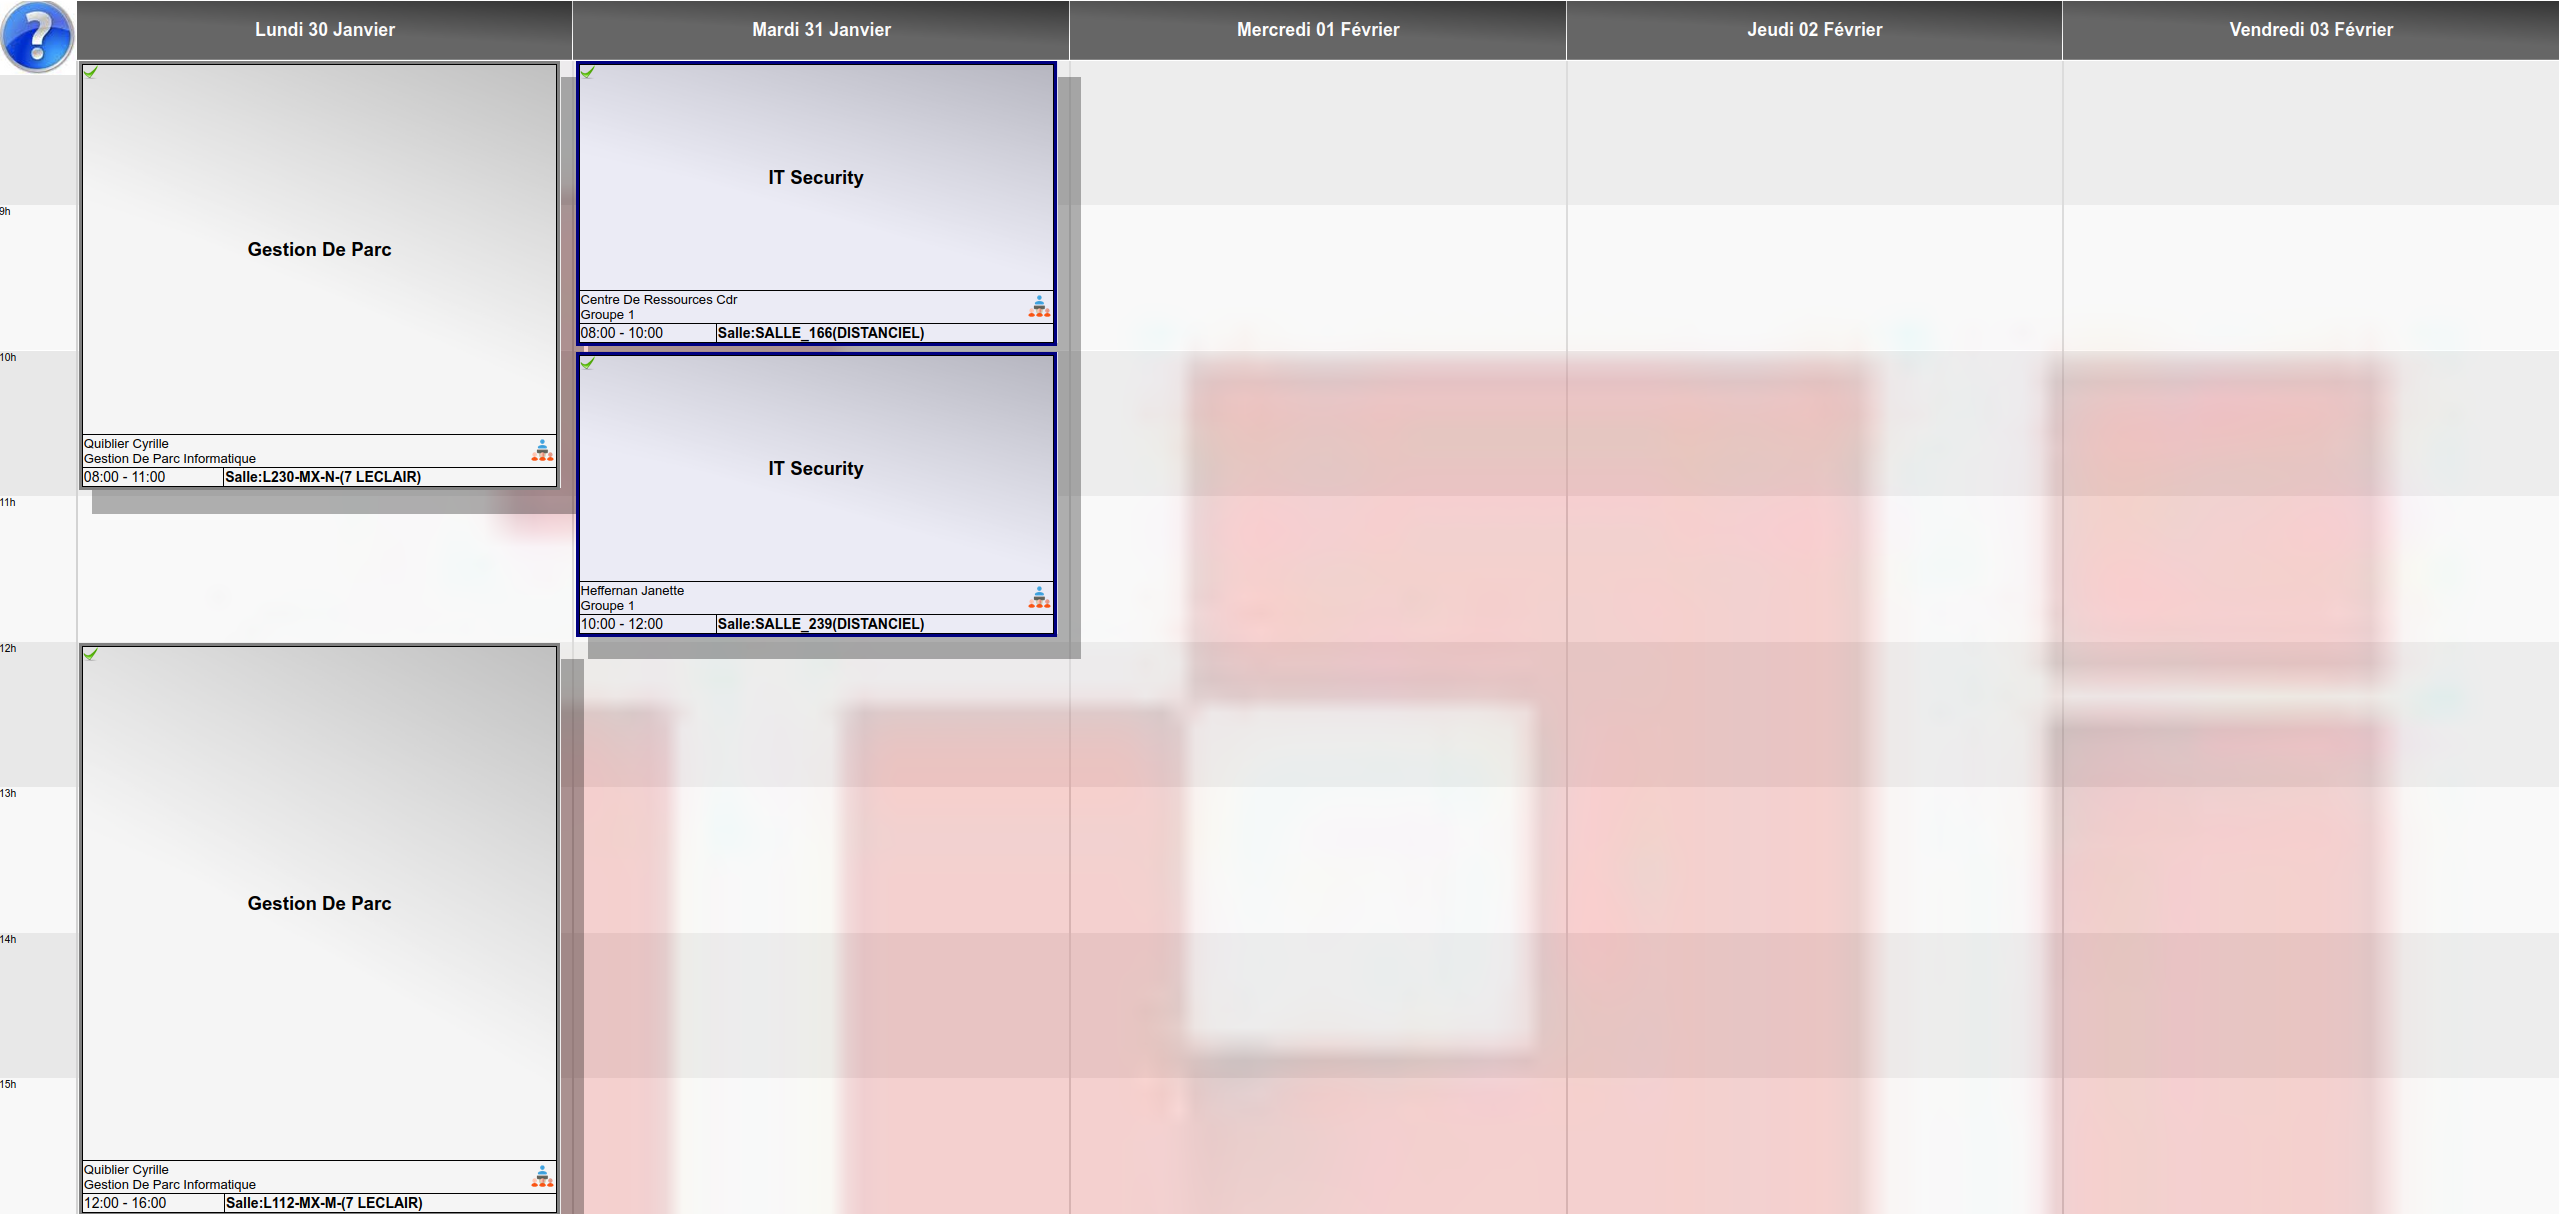 Lundi 30 Janvier
Mardi 31 Janvier
Mercredi 01 Février
Jeudi 02 Février
Vendredi 03 Février
9h
10h
11h
12h
13h
14h
15h
Gestion De Parc
Quiblier Cyrille
Gestion De Parc Informatique
08:00 - 11:00 Salle:L230-MX-N-(7 LECLAIR)
Gestion De Parc
Quiblier Cyrille
Gestion De Parc Informatique
12:00 - 16:00 Salle:L112-MX-M-(7 LECLAIR)
IT Security
Centre De Ressources Cdr
Groupe 1
08:00 - 10:00 Salle:SALLE_166(DISTANCIEL)
IT Security
Heffernan Janette
Groupe 1
10:00 - 12:00 Salle:SALLE_239(DISTANCIEL)